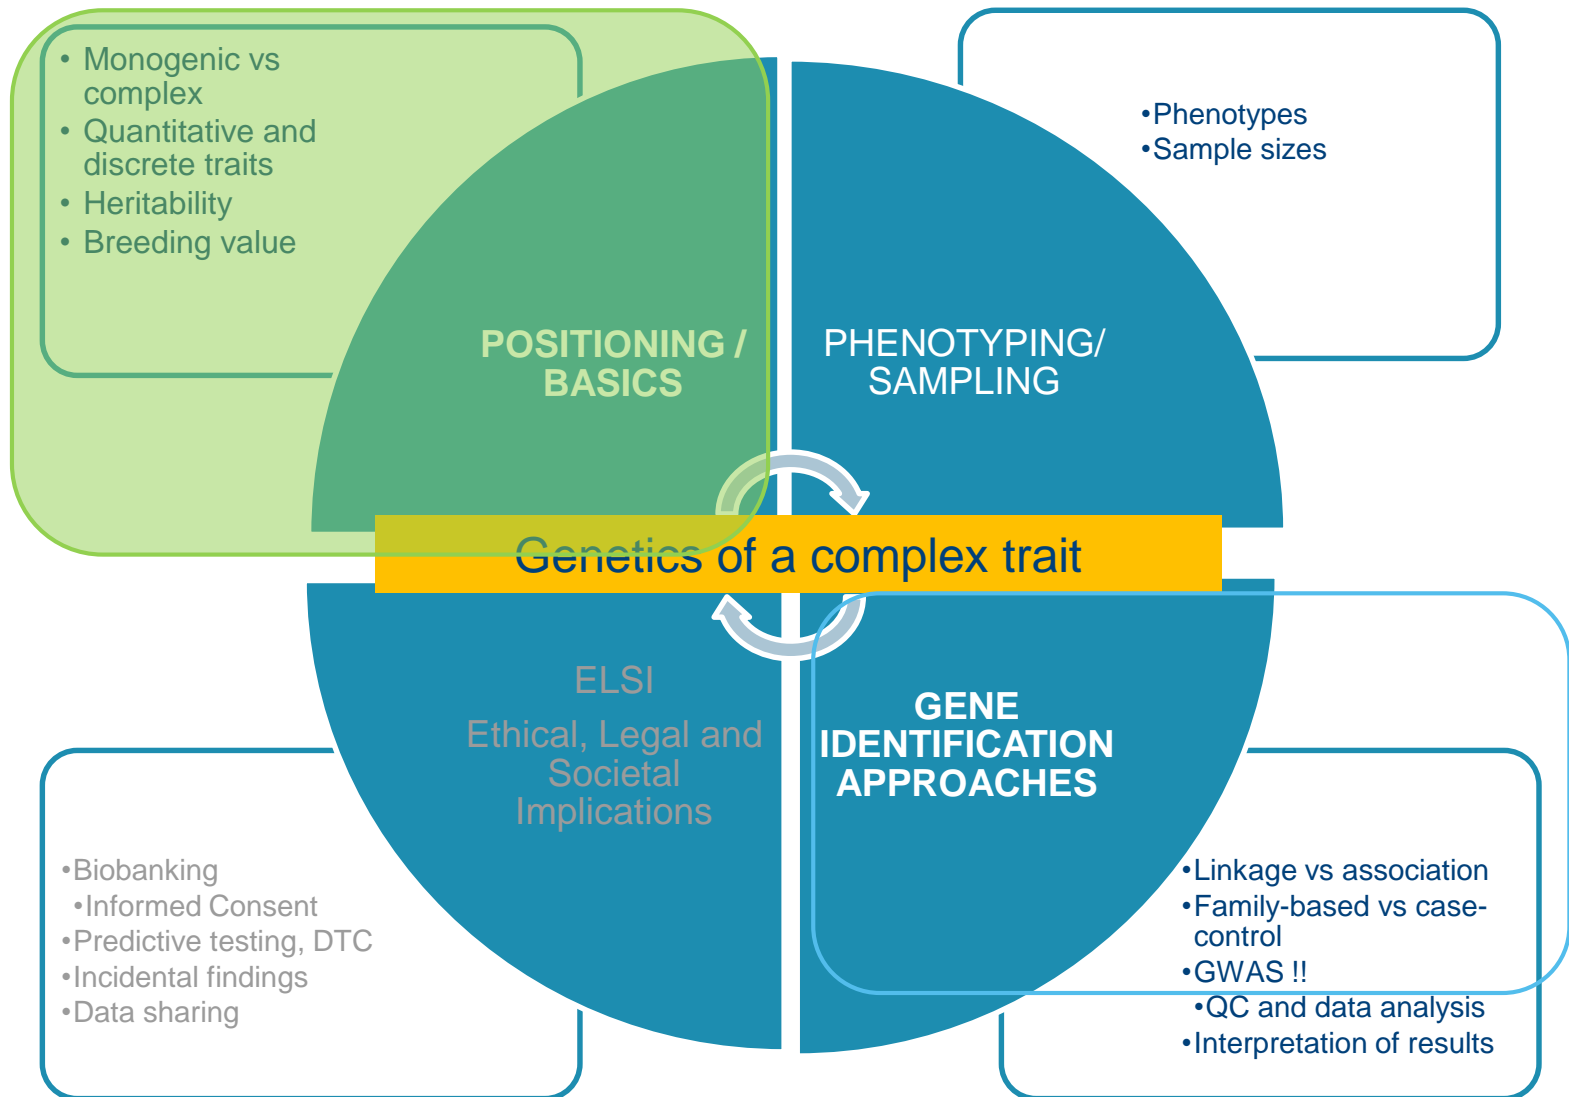 • Monogenic vs
complex
• Quantitative and
discrete traits
• Heritability
• Breeding value
•Phenotypes
•Sample sizes
POSITIONING /
BASICS
PHENOTYPING/
SAMPLING
Genetics of a complex trait
ELSI
Ethical, Legal and
Societal
Implications
GENE
IDENTIFICATION
APPROACHES
•Biobanking
•Informed Consent
•Predictive testing, DTC
•Incidental findings
•Data sharing
•Linkage vs association
•Family-based vs case-
control
•GWAS !!
•QC and data analysis
•Interpretation of results